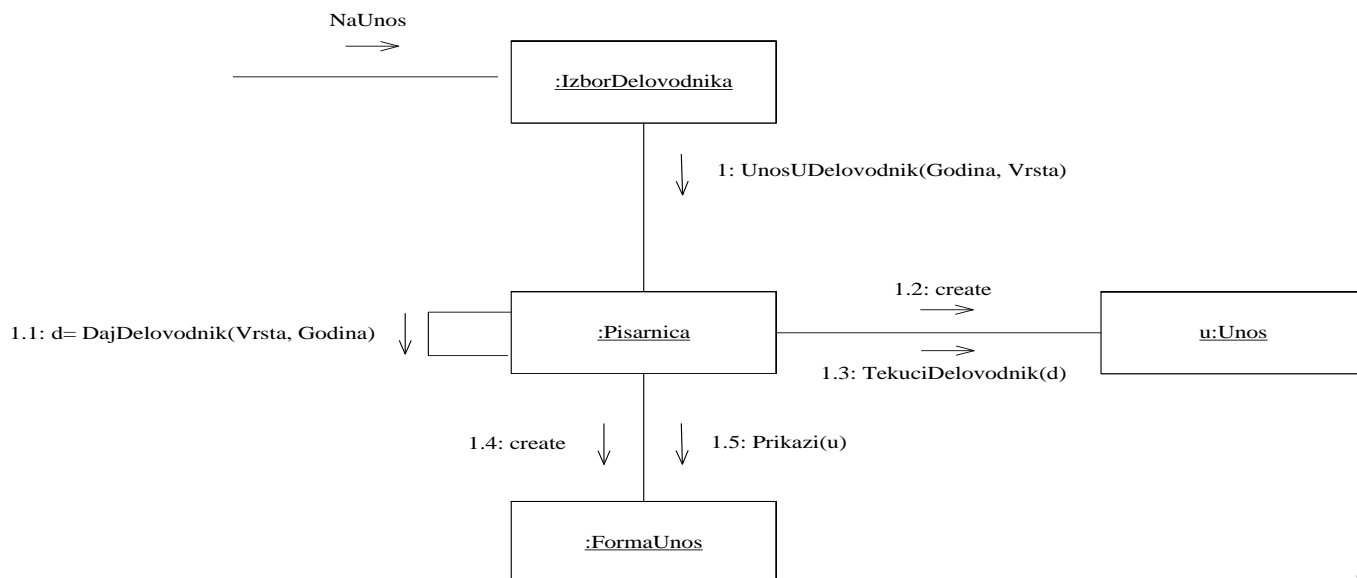 NaUnos
:IzborDelovodnika
1: UnosUDelovodnik(Godina, Vrsta)
1.2: create
1.1: d= DajDelovodnik(Vrsta, Godina)
:Pisarnica
u:Unos
1.3: TekuciDelovodnik(d)
1.4: create
1.5: Prikazi(u)
:FormaUnos